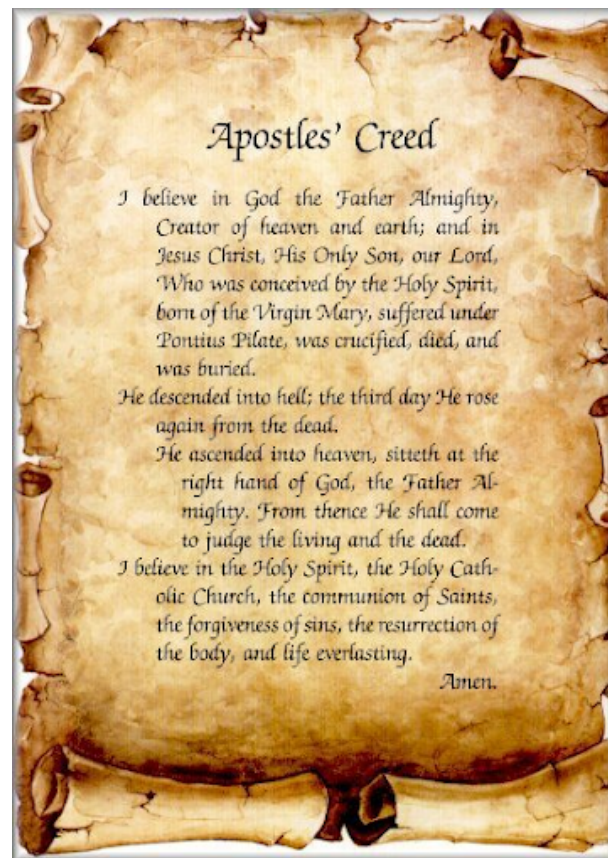 Apostles' Creed
I believe in God the Father Almighty,
Creator of heaven and earth; and in
Jesus Christ, His Only Son, our Lord,
Who was conceived by the Holy Spirit,
born of the Virgin Mary, suffered under
Pontius Pilate, was crucified, died, and
was buried.
He descended into hell; the third day He rose
again from the dead.
He ascended into heaven, sitteth at the
right hand of God, the Father Al-
mighty. From thence He shall come
to judge the living and the dead.
I believe in the Holy Spirit, the Holy Cath-
olic Church, the communion of Saints,
the forgiveness of sins, the resurrection of
the body, and life everlasting.
Amen.